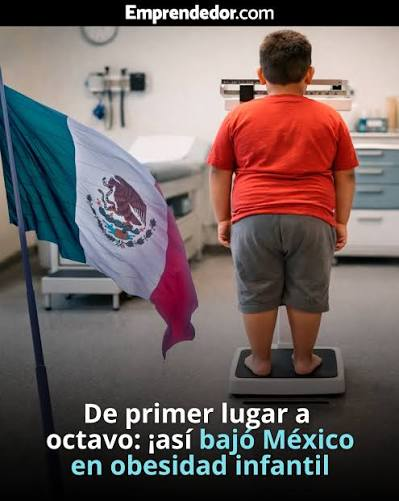 Emprendedor.com
De primer lugar a
octavo: ¡así bajó México
en obesidad infantil